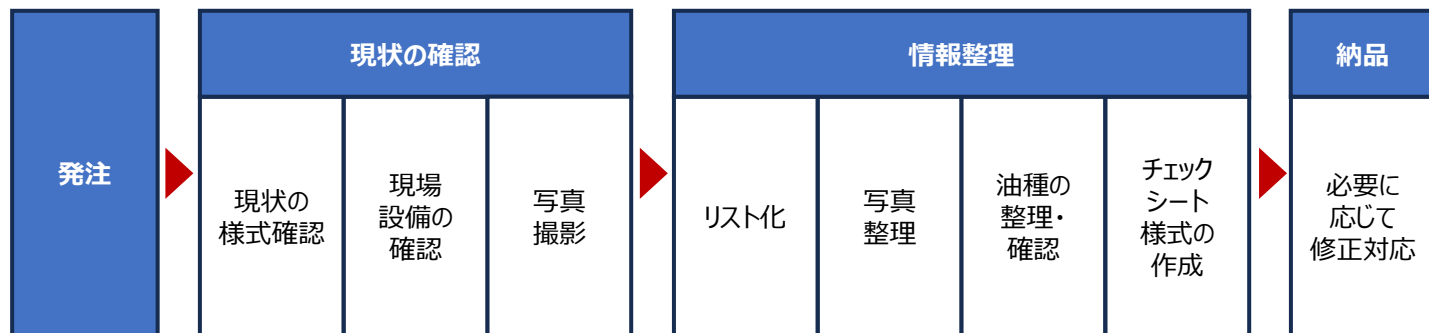 発注
現状の確認
現状の
様式確認
現場
設備の
確認
写真
撮影
情報整理
リスト化
写真
整理
油種の
整理・
確認
チェック
シート
様式の
作成
納品
必要に
応じて
修正対応